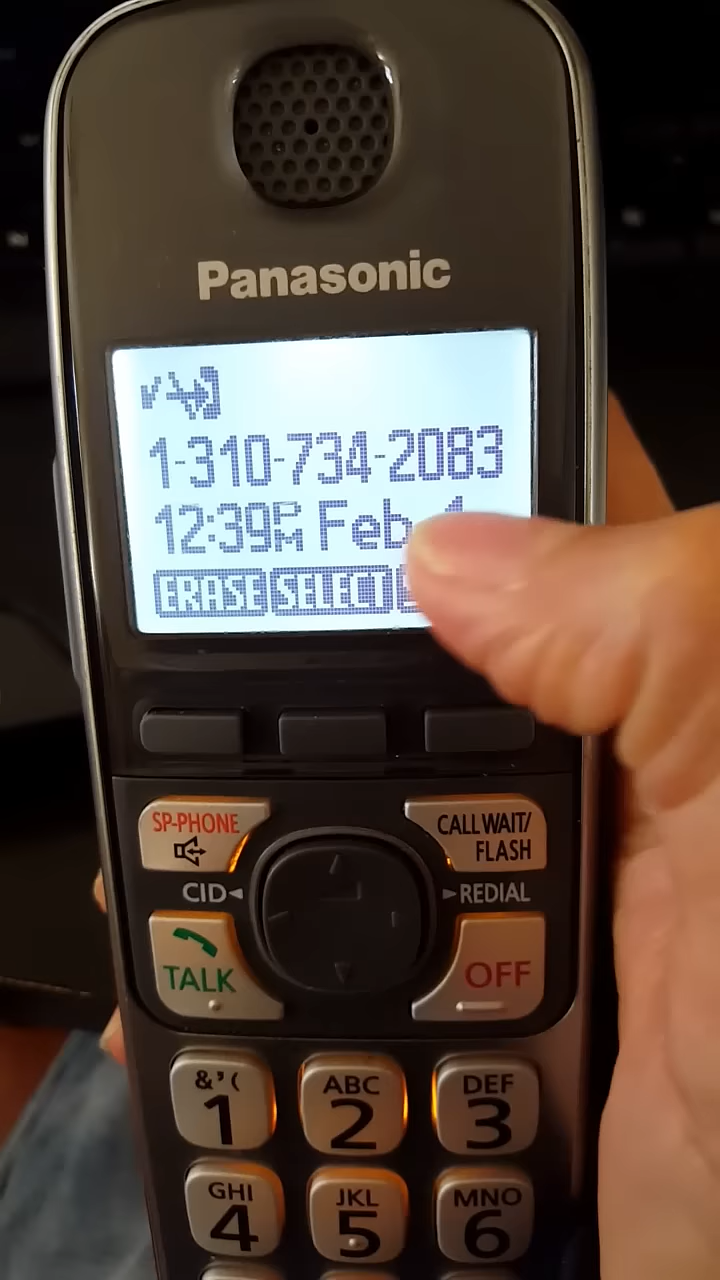 Panasonic
1-310-734-2083
12:39PM Feb
ERASE SELECT
SP-PHONE
CALL WAIT/
FLASH
CID◄
►REDIAL
TALK
OFF
&'(
1
ABC
2
DEF
3
GHI
4
JKL
5
MNO
6